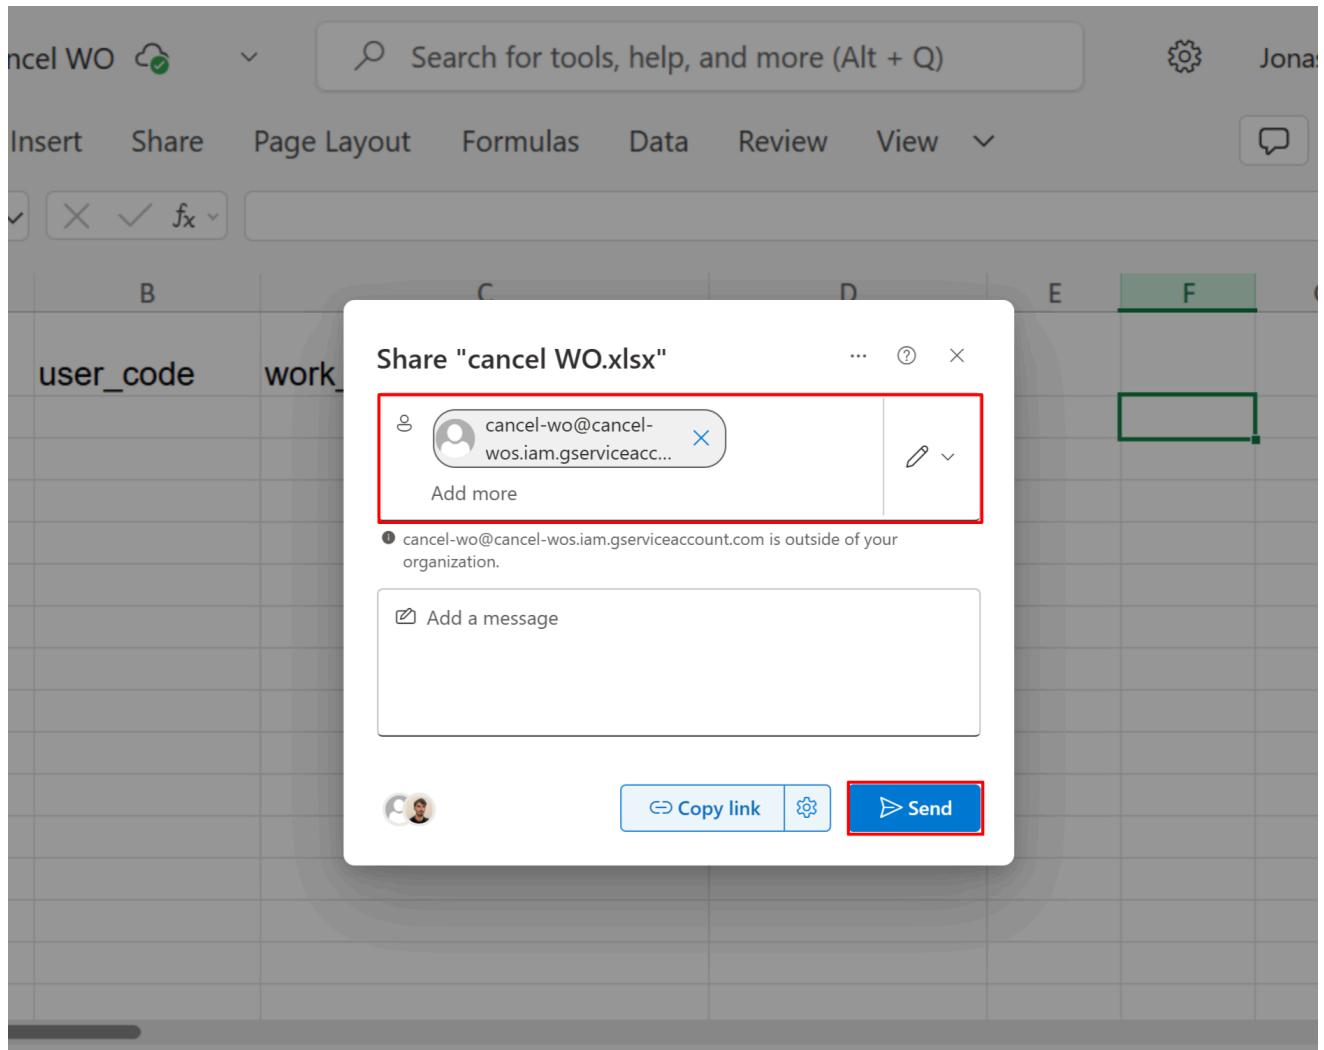 ncel WO
Search for tools, help, and more (Alt + Q)
Jonas
Insert Share Page Layout Formulas Data Review View
fx
B C D E F
user_code work_
Share "cancel WO.xlsx"
cancel-wo@cancel-
wos.iam.gserviceacc...
Add more
cancel-wo@cancel-wos.iam.gserviceaccount.com is outside of your
organization.
Add a message
Copy link
Send